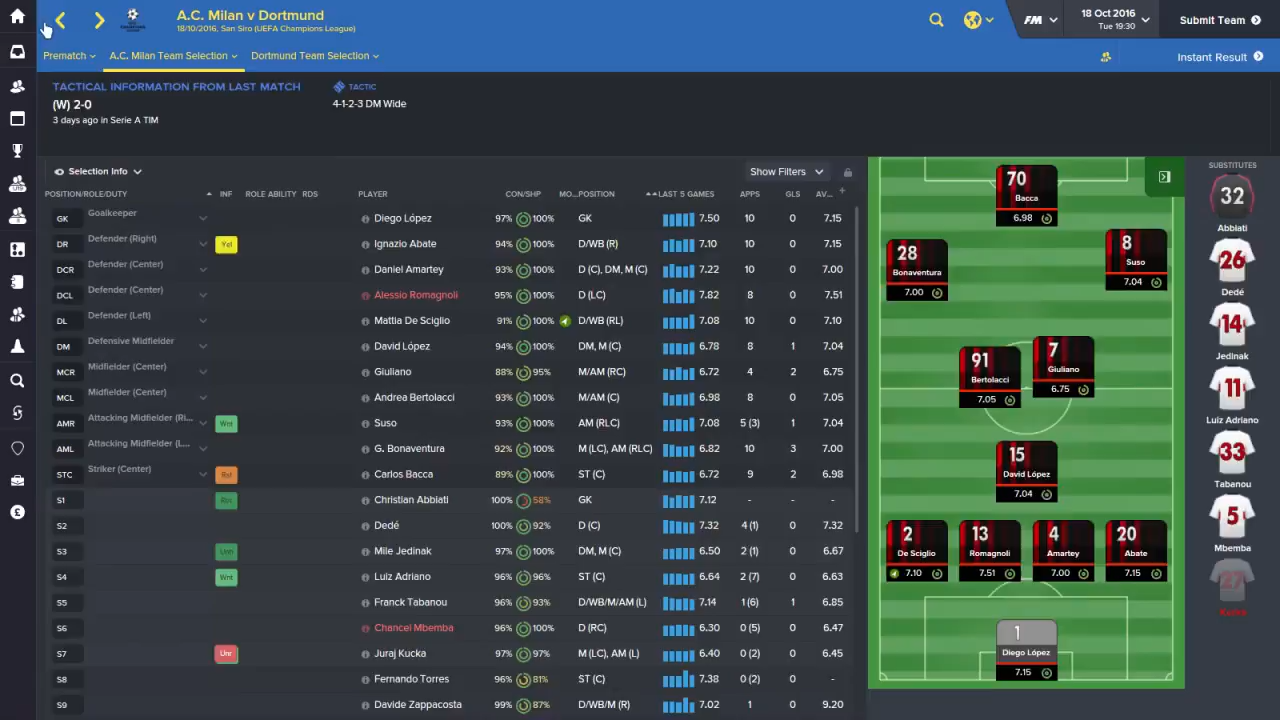 A.C. Milan v Dortmund
18/10/2016, San Siro (UEFA Champions League)
FM
18 Oct 2016
Tue 19:30
Submit Team
Prematch
A.C. Milan Team Selection
Dortmund Team Selection
Instant Result
TACTICAL INFORMATION FROM LAST MATCH
(W) 2-0
3 days ago in Serie A TIM
TACTIC
4-1-2-3 DM Wide
Selection Info
Show Filters
POSITION/ROLE/DUTY INF ROLE ABILITY RDS PLAYER CON/SHP MO... POSITION LAST 5 GAMES APPS GLS AV...
GK Goalkeeper Diego López 97% 100% GK 7.50 10 0 7.15
DR Defender (Right) Yel Ignazio Abate 94% 100% D/WB (R) 7.10 10 0 7.15
DCR Defender (Center) Daniel Amartey 93% 100% D (C), DM, M (C) 7.22 10 0 7.00
DCL Defender (Center) Alessio Romagnoli 95% 100% D (LC) 7.82 8 0 7.51
DL Defender (Left) Mattia De Sciglio 91% 100% D/WB (RL) 7.08 10 0 7.10
DM Defensive Midfielder David López 94% 100% DM, M (C) 6.78 8 1 7.04
MCR Midfielder (Center) Giuliano 88% 95% M/AM (RC) 6.72 4 2 6.75
MCL Midfielder (Center) Andrea Bertolacci 93% 100% M/AM (C) 6.98 8 0 7.05
AMR Attacking Midfielder (Ri... Wnt Suso 93% 100% AM (RLC) 7.08 5 (3) 1 7.04
AML Attacking Midfielder (L... G. Bonaventura 92% 100% M (LC), AM (RLC) 6.82 10 3 7.00
STC Striker (Center) Carlos Bacca 89% 100% ST (C) 6.72 9 2 6.98
S1 Christian Abbiati 100% 58% GK 7.12 - - -
S2 Dedé 100% 92% D (C) 7.32 4 (1) 0 7.32
S3 Unh Mile Jedinak 97% 100% DM, M (C) 6.50 2 (1) 0 6.67
S4 Wnt Luiz Adriano 96% 96% ST (C) 6.64 2 (7) 0 6.63
S5 Franck Tabanou 96% 93% D/WB/M/AM (L) 7.14 1 (6) 1 6.85
S6 Chancel Mbemba 96% 100% D (RC) 6.30 0 (5) 0 6.47
S7 Unr Juraj Kucka 97% 97% M (LC), AM (L) 6.40 0 (2) 0 6.45
S8 Fernando Torres 96% 81% ST (C) 7.38 0 (2) 0 -
S9 Davide Zappacosta 99% 87% D/WB/M (R) 7.02 1 0 9.20
70
Bacca
6.98
28
Bonaventura
7.00
8
Suso
7.04
91
Bertolacci
7.05
7
Giuliano
6.75
15
David López
7.04
2
De Sciglio
7.10
13
Romagnoli
7.51
4
Amartey
7.00
20
Abate
7.15
1
Diego López
7.15
SUBSTITUTES
32
Abbiati
26
Dedé
14
Jedinak
11
Luiz Adriano
33
Tabanou
5
Mbemba
27
Kucka